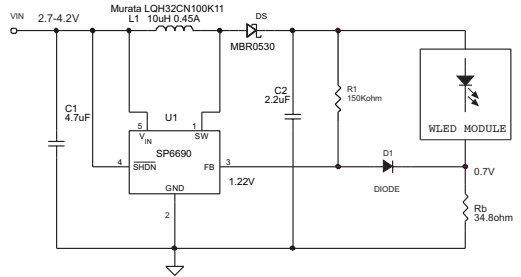 Murata LQH32CN100K11
VIN 2.7-4.2V L1 10uH 0.45A DS
MBR0530
C1
4.7uF
U1
C2
2.2uF
R1
150Kohm
5 1
VIN SW
SP6690
4 SHDN FB 3
1.22V
GND
2
WLED MODULE
D1
DIODE
0.7V
Rb
34.8ohm